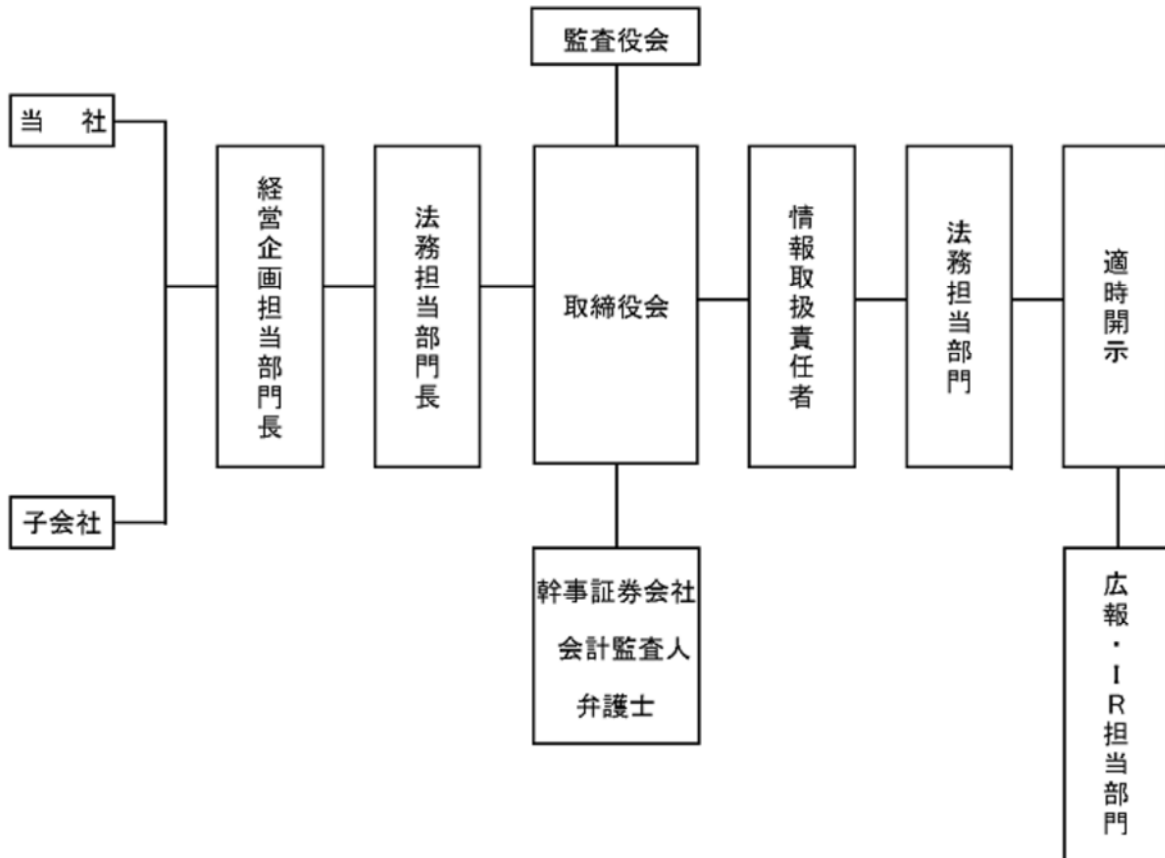 監査役会
当　社
経営企画担当部門長
法務担当部門長
取締役会
情報取扱責任者
法務担当部門
適時開示
子会社
幹事証券会社
会計監査人
弁護士
広報・ＩＲ担当部門